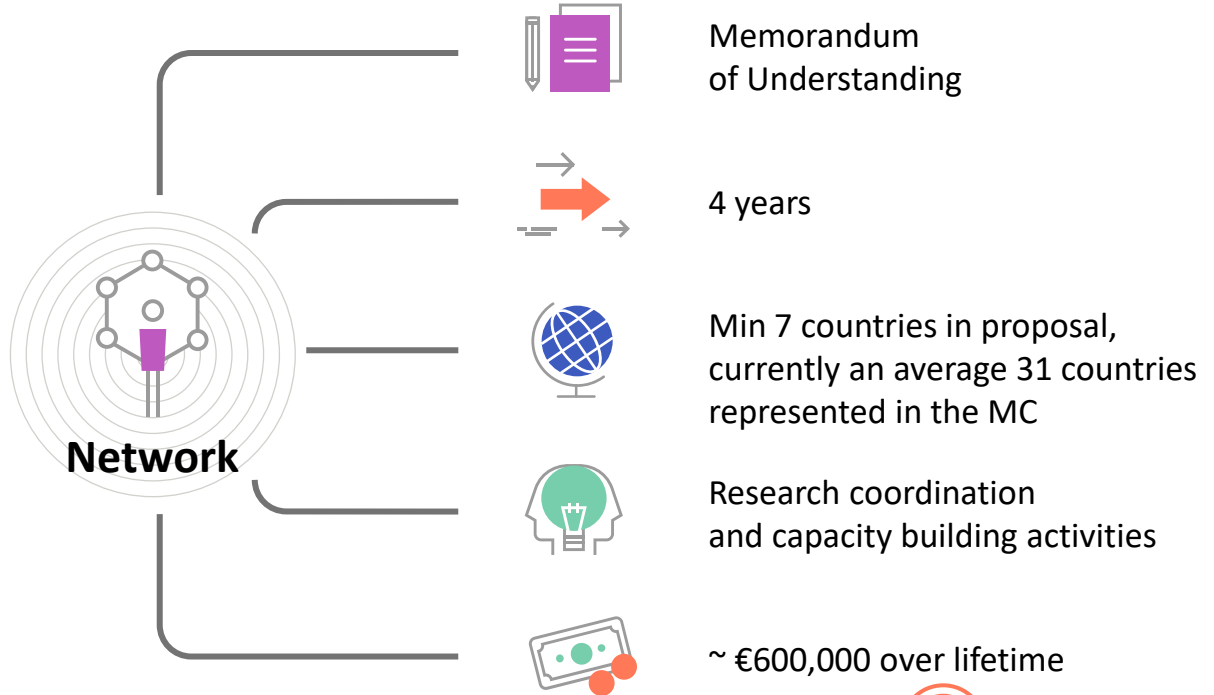 Memorandum
of Understanding
4 years
Min 7 countries in proposal,
currently an average 31 countries
represented in the MC
Network
Research coordination
and capacity building activities
~ €600,000 over lifetime